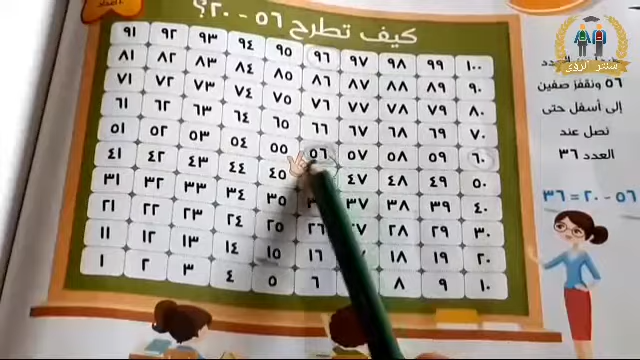 كيف تطرح ٥٦ - ٢٠؟
٩١ ٩٢ ٩٣ ٩٤ ٩٥ ٩٦ ٩٧ ٩٨ ٩٩ ١٠٠
٨١ ٨٢ ٨٣ ٨٤ ٨٥ ٨٦ ٨٧ ٨٨ ٨٩ ٩٠
٧١ ٧٢ ٧٣ ٧٤ ٧٥ ٧٦ ٧٧ ٧٨ ٧٩ ٨٠
٦١ ٦٢ ٦٣ ٦٤ ٦٥ ٦٦ ٦٧ ٦٨ ٦٩ ٧٠
٥١ ٥٢ ٥٣ ٥٤ ٥٥ ٥٦ ٥٧ ٥٨ ٥٩ ٦٠
٤١ ٤٢ ٤٣ ٤٤ ٤٥ ٤٧ ٤٨ ٤٩ ٥٠
٣١ ٣٢ ٣٣ ٣٤ ٣٥ ٣٧ ٣٨ ٣٩ ٤٠
٢١ ٢٢ ٢٣ ٢٤ ٢٥ ٢٦ ٢٨ ٢٩ ٣٠
١١ ١٢ ١٣ ١٤ ١٥ ١٦ ١٨ ١٩ ٢٠
١ ٢ ٣ ٤ ٥ ٦ ٨ ٩ ١٠
سنتر الرؤى
٥٦ ونقفز صفين
إلى أسفل حتى
نصل عند
العدد ٣٦
٥٦ - ٢٠ = ٣٦